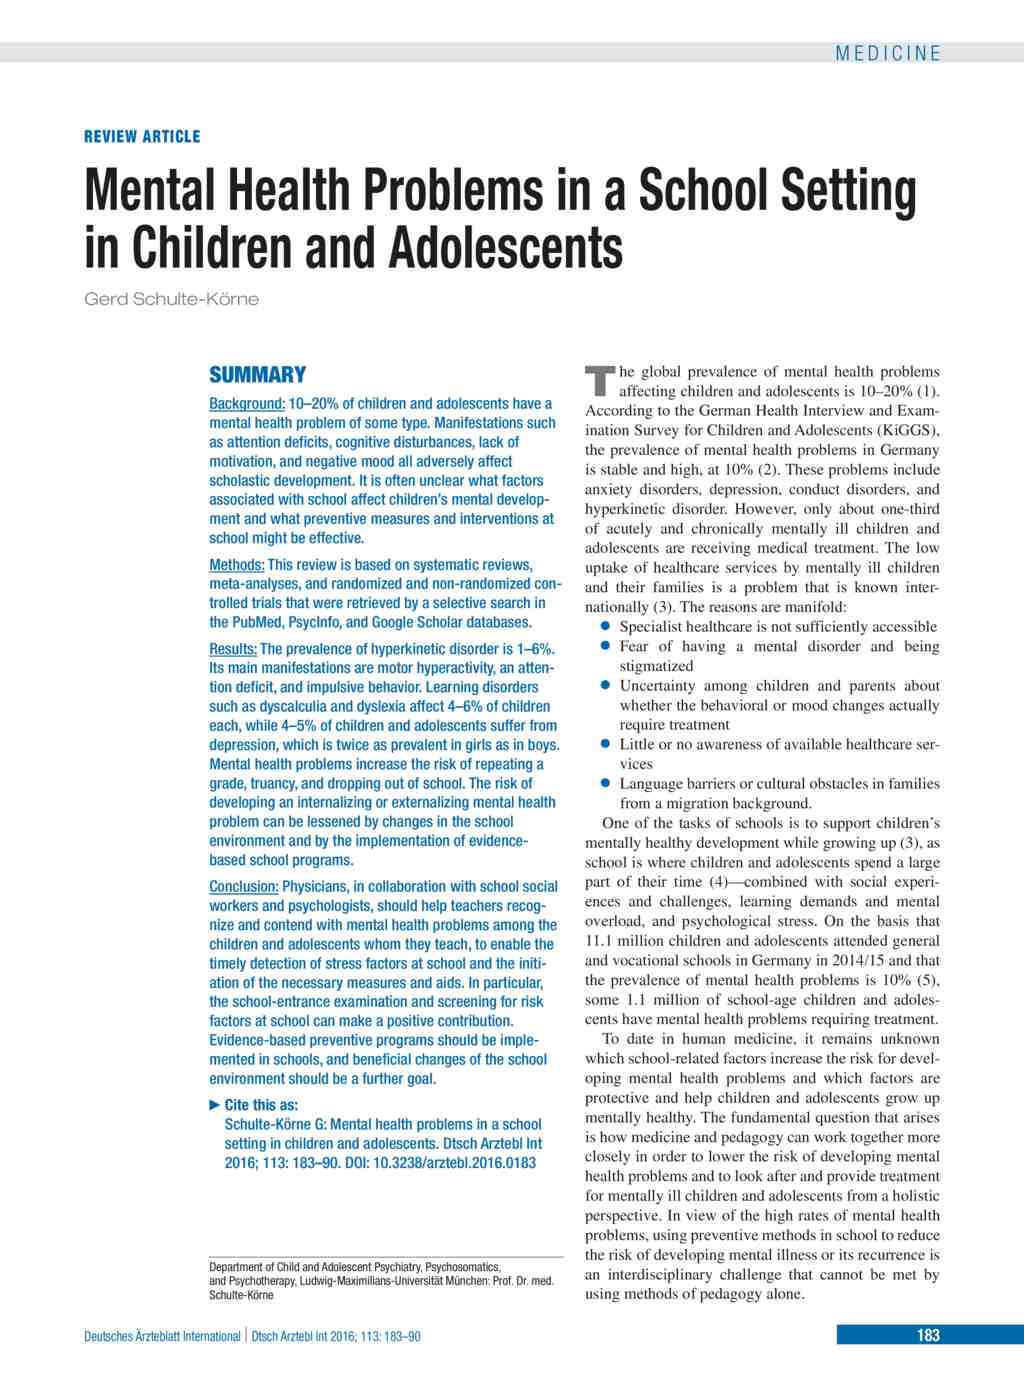 MEDICINE
REVIEW ARTICLE
Mental Health Problems in a School Setting
in Children and Adolescents
Gerd Schulte-Körne
SUMMARY
Background: 10–20% of children and adolescents have a
mental health problem of some type. Manifestations such
as attention deficits, cognitive disturbances, lack of
motivation, and negative mood all adversely affect
scholastic development. It is often unclear what factors
associated with school affect children's mental develop-
ment and what preventive measures and interventions at
school might be effective.
Methods: This review is based on systematic reviews,
meta-analyses, and randomized and non-randomized con-
trolled trials that were retrieved by a selective search in
the PubMed, PsycInfo, and Google Scholar databases.
Results: The prevalence of hyperkinetic disorder is 1–6%.
Its main manifestations are motor hyperactivity, an atten-
tion deficit, and impulsive behavior. Learning disorders
such as dyscalculia and dyslexia affect 4–6% of children
each, while 4–5% of children and adolescents suffer from
depression, which is twice as prevalent in girls as in boys.
Mental health problems increase the risk of repeating a
grade, truancy, and dropping out of school. The risk of
developing an internalizing or externalizing mental health
problem can be lessened by changes in the school
environment and by the implementation of evidence-
based school programs.
Conclusion: Physicians, in collaboration with school social
workers and psychologists, should help teachers recog-
nize and contend with mental health problems among the
children and adolescents whom they teach, to enable the
timely detection of stress factors at school and the initi-
ation of the necessary measures and aids. In particular,
the school-entrance examination and screening for risk
factors at school can make a positive contribution.
Evidence-based preventive programs should be imple-
mented in schools, and beneficial changes of the school
environment should be a further goal.
►Cite this as:
Schulte-Körne G: Mental health problems in a school
setting in children and adolescents. Dtsch Arztebl Int
2016; 113: 183–90. DOI: 10.3238/arztebl.2016.0183
Department of Child and Adolescent Psychiatry, Psychosomatics,
and Psychotherapy, Ludwig-Maximilians-Universität München: Prof. Dr. med.
Schulte-Körne
The global prevalence of mental health problems
affecting children and adolescents is 10–20% (1).
According to the German Health Interview and Exam-
ination Survey for Children and Adolescents (KiGGS),
the prevalence of mental health problems in Germany
is stable and high, at 10% (2). These problems include
anxiety disorders, depression, conduct disorders, and
hyperkinetic disorder. However, only about one-third
of acutely and chronically mentally ill children and
adolescents are receiving medical treatment. The low
uptake of healthcare services by mentally ill children
and their families is a problem that is known inter-
nationally (3). The reasons are manifold:
● Specialist healthcare is not sufficiently accessible
● Fear of having a mental disorder and being
stigmatized
● Uncertainty among children and parents about
whether the behavioral or mood changes actually
require treatment
● Little or no awareness of available healthcare ser-
vices
● Language barriers or cultural obstacles in families
from a migration background.
One of the tasks of schools is to support children's
mentally healthy development while growing up (3), as
school is where children and adolescents spend a large
part of their time (4)—combined with social experi-
ences and challenges, learning demands and mental
overload, and psychological stress. On the basis that
11.1 million children and adolescents attended general
and vocational schools in Germany in 2014/15 and that
the prevalence of mental health problems is 10% (5),
some 1.1 million of school-age children and adoles-
cents have mental health problems requiring treatment.
To date in human medicine, it remains unknown
which school-related factors increase the risk for devel-
oping mental health problems and which factors are
protective and help children and adolescents grow up
mentally healthy. The fundamental question that arises
is how medicine and pedagogy can work together more
closely in order to lower the risk of developing mental
health problems and to look after and provide treatment
for mentally ill children and adolescents from a holistic
perspective. In view of the high rates of mental health
problems, using preventive methods in school to reduce
the risk of developing mental illness or its recurrence is
an interdisciplinary challenge that cannot be met by
using methods of pedagogy alone.
Deutsches Ärzteblatt International | Dtsch Arztebl Int 2016; 113: 183–90
183